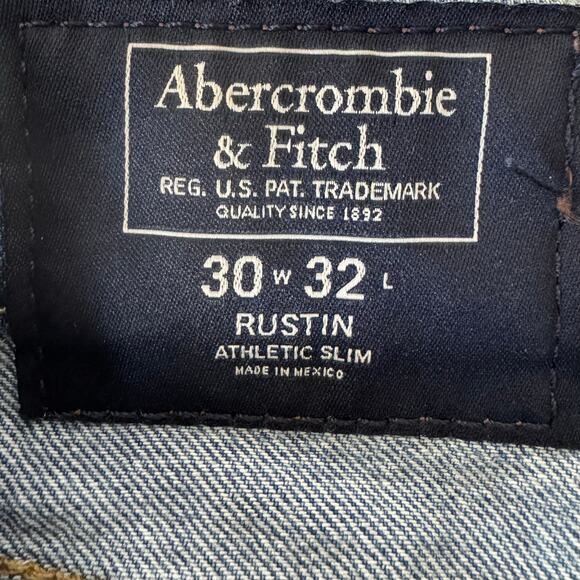 Abercrombie
& Fitch
REG. U.S. PAT. TRADEMARK
QUALITY SINCE 1892
30 W 32 L
RUSTIN
ATHLETIC SLIM
MADE IN MEXICO